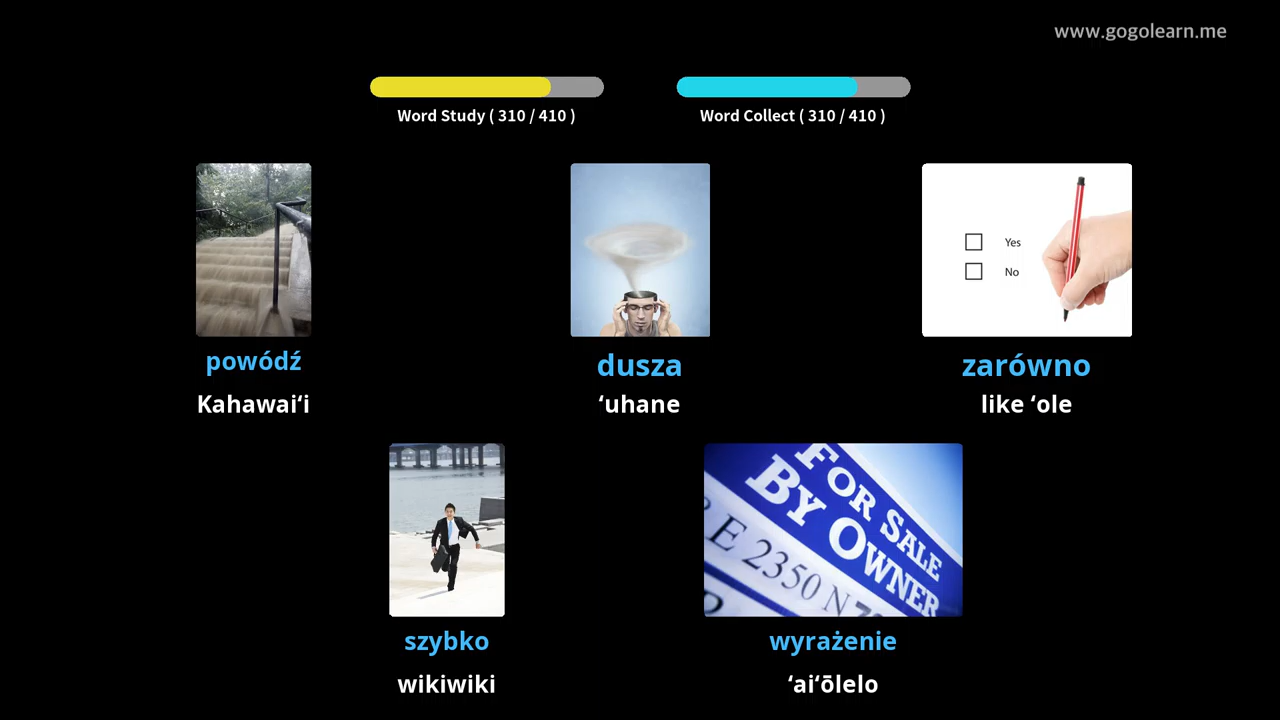 www.gogolearn.me
Word Study ( 310 / 410 )
Word Collect ( 310 / 410 )
Yes
No
powódź
dusza
zarówno
Kahawaiʻi
ʻuhane
like ʻole
FOR SALE
BY OWNER
E 2350 N
szybko
wyrażenie
wikiwiki
ʻaiʻōlelo